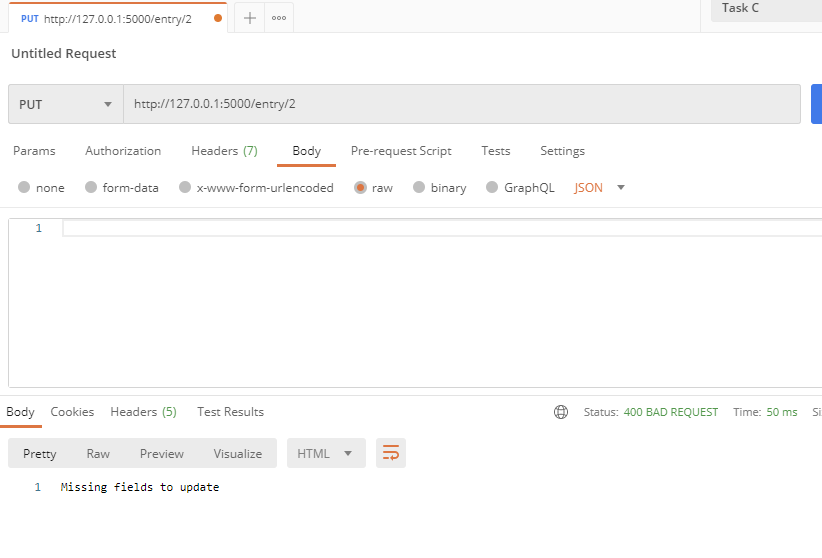 PUT http://127.0.0.1:5000/entry/2
Task C
Untitled Request
PUT http://127.0.0.1:5000/entry/2
Params Authorization Headers (7) Body Pre-request Script Tests Settings
none form-data x-www-form-urlencoded raw binary GraphQL JSON
1
Body Cookies Headers (5) Test Results Status: 400 BAD REQUEST Time: 50 ms
Pretty Raw Preview Visualize HTML
1 Missing fields to update